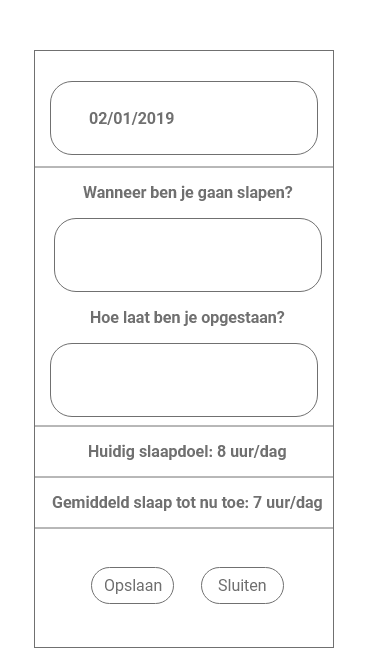 02/01/2019
Wanneer ben je gaan slapen?
Hoe laat ben je opgestaan?
Huidig slaapdoel: 8 uur/dag
Gemiddeld slaap tot nu toe: 7 uur/dag
Opslaan Sluiten